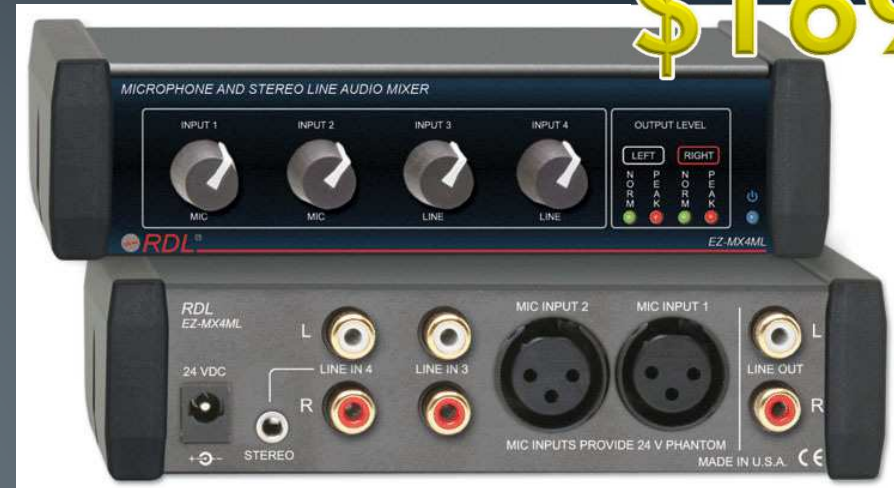 $169
MICROPHONE AND STEREO LINE AUDIO MIXER
INPUT 1 INPUT 2 INPUT 3 INPUT 4 OUTPUT LEVEL
LEFT RIGHT
NORM PEAK NORM PEAK
MIC MIC LINE LINE
RDL® EZ-MX4ML
RDL
EZ-MX4ML
MIC INPUT 2 MIC INPUT 1
L L
24 VDC LINE IN 4 LINE IN 3 LINE OUT
R R
STEREO
MIC INPUTS PROVIDE 24 V PHANTOM
MADE IN U.S.A. CE